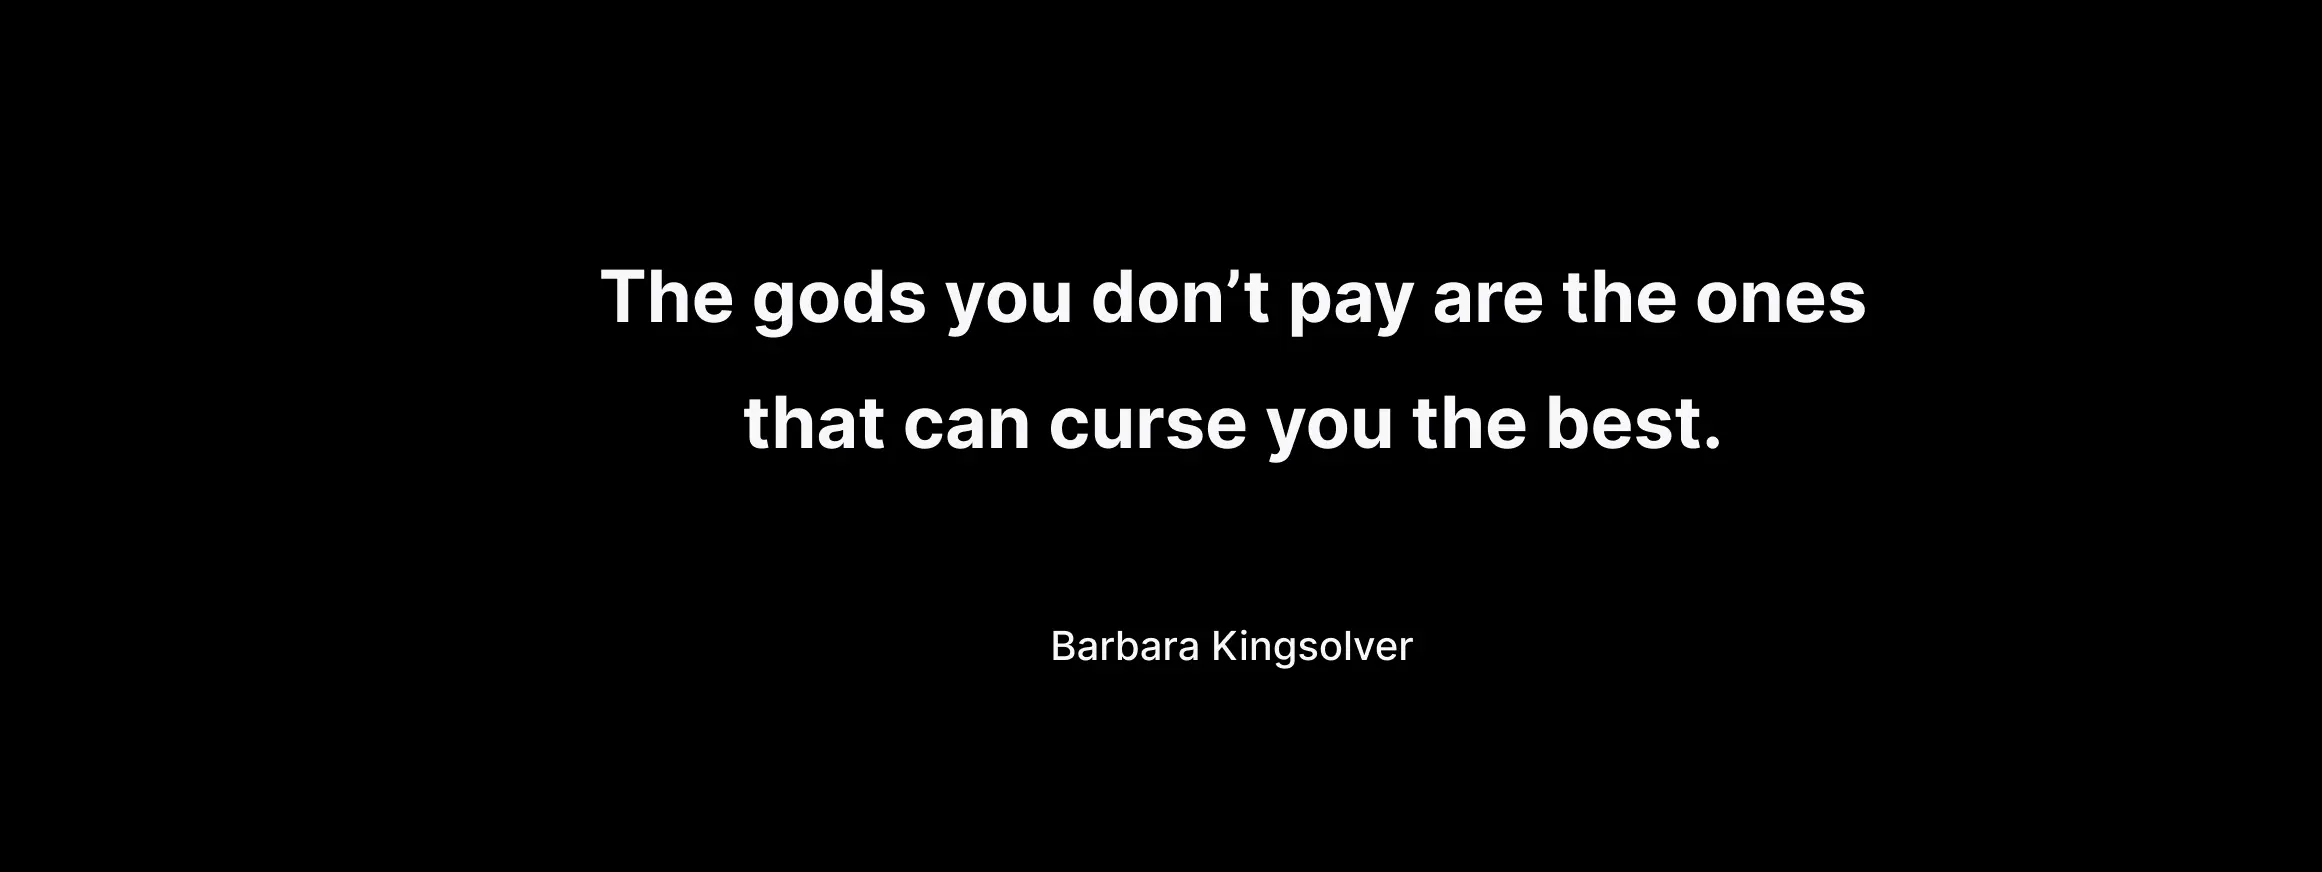 The gods you don’t pay are the ones
that can curse you the best.
Barbara Kingsolver